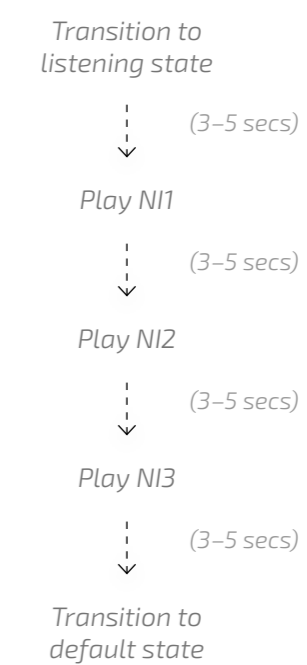 Transition to
listening state
(3–5 secs)
Play NI1
(3–5 secs)
Play NI2
(3–5 secs)
Play NI3
(3–5 secs)
Transition to
default state